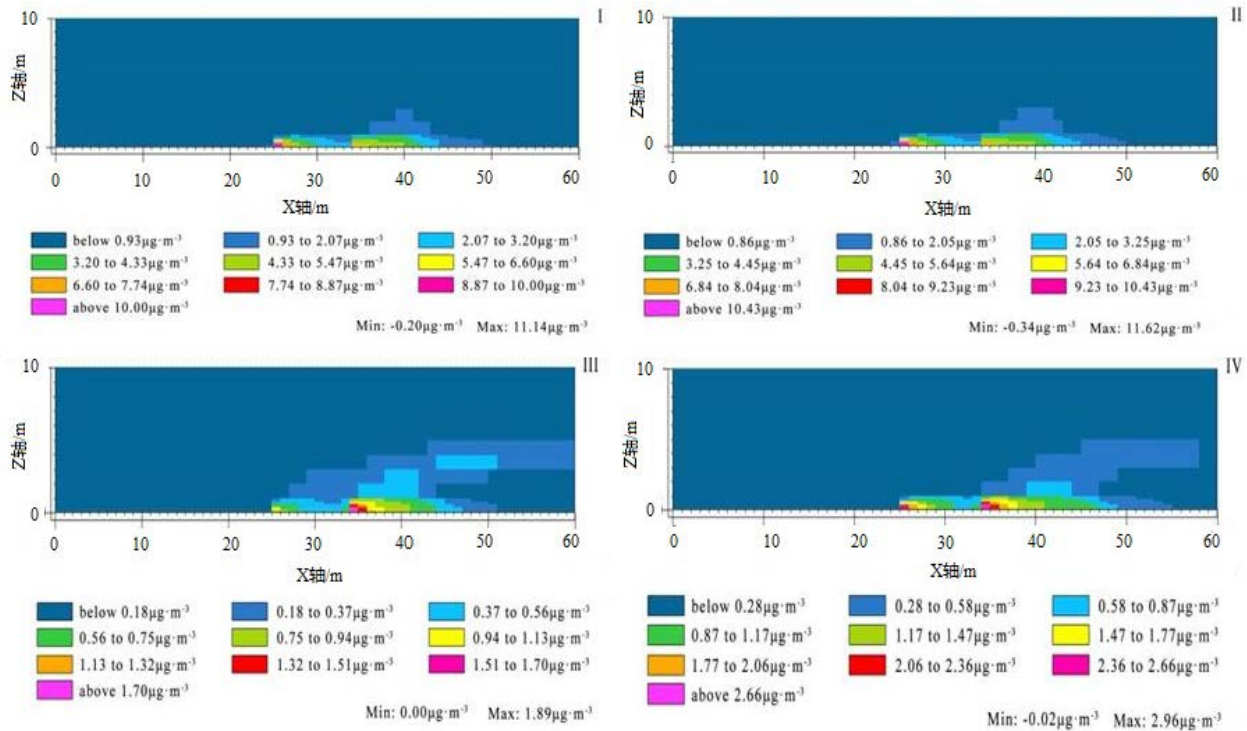 I
10
Z轴/m
0
0 10 20 30 40 50 60
X轴/m
below 0.93μg·m⁻³ 0.93 to 2.07μg·m⁻³ 2.07 to 3.20μg·m⁻³
3.20 to 4.33μg·m⁻³ 4.33 to 5.47μg·m⁻³ 5.47 to 6.60μg·m⁻³
6.60 to 7.74μg·m⁻³ 7.74 to 8.87μg·m⁻³ 8.87 to 10.00μg·m⁻³
above 10.00μg·m⁻³
Min: -0.20μg·m⁻³ Max: 11.14μg·m⁻³
II
10
Z轴/m
0
0 10 20 30 40 50 60
X轴/m
below 0.86μg·m⁻³ 0.86 to 2.05μg·m⁻³ 2.05 to 3.25μg·m⁻³
3.25 to 4.45μg·m⁻³ 4.45 to 5.64μg·m⁻³ 5.64 to 6.84μg·m⁻³
6.84 to 8.04μg·m⁻³ 8.04 to 9.23μg·m⁻³ 9.23 to 10.43μg·m⁻³
above 10.43μg·m⁻³
Min: -0.34μg·m⁻³ Max: 11.62μg·m⁻³
III
10
Z轴/m
0
0 10 20 30 40 50 60
X轴/m
below 0.18μg·m⁻³ 0.18 to 0.37μg·m⁻³ 0.37 to 0.56μg·m⁻³
0.56 to 0.75μg·m⁻³ 0.75 to 0.94μg·m⁻³ 0.94 to 1.13μg·m⁻³
1.13 to 1.32μg·m⁻³ 1.32 to 1.51μg·m⁻³ 1.51 to 1.70μg·m⁻³
above 1.70μg·m⁻³
Min: 0.00μg·m⁻³ Max: 1.89μg·m⁻³
IV
10
Z轴/m
0
0 10 20 30 40 50 60
X轴/m
below 0.28μg·m⁻³ 0.28 to 0.58μg·m⁻³ 0.58 to 0.87μg·m⁻³
0.87 to 1.17μg·m⁻³ 1.17 to 1.47μg·m⁻³ 1.47 to 1.77μg·m⁻³
1.77 to 2.06μg·m⁻³ 2.06 to 2.36μg·m⁻³ 2.36 to 2.66μg·m⁻³
above 2.66μg·m⁻³
Min: -0.02μg·m⁻³ Max: 2.96μg·m⁻³